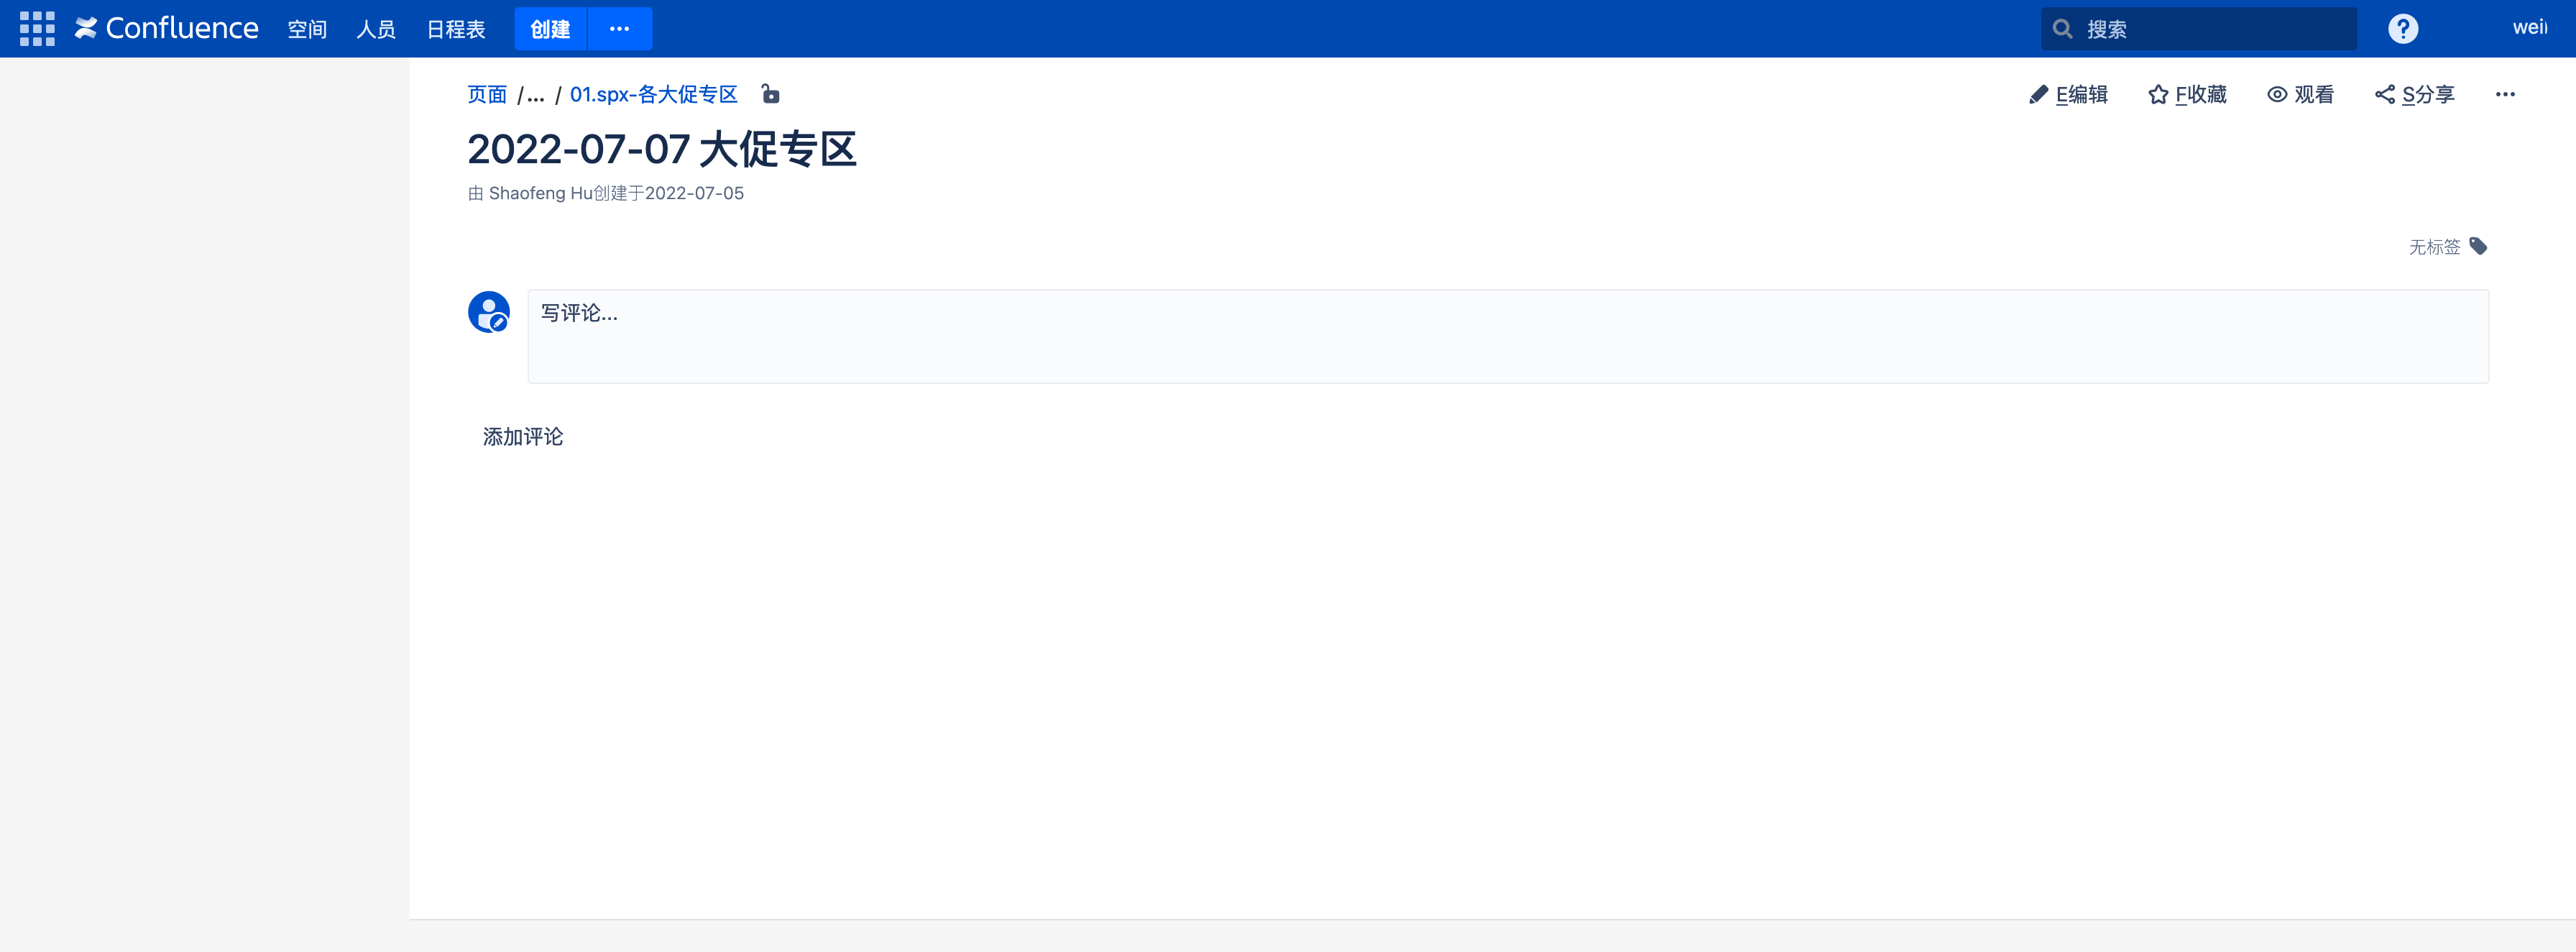 Confluence 空间 人员 日程表 创建 ··· 搜索 ? weil
页面 /... / 01.spx-各大促专区 E编辑 F收藏 观看 S分享 ···
2022-07-07 大促专区
由 Shaofeng Hu创建于2022-07-05
无标签
写评论...
添加评论